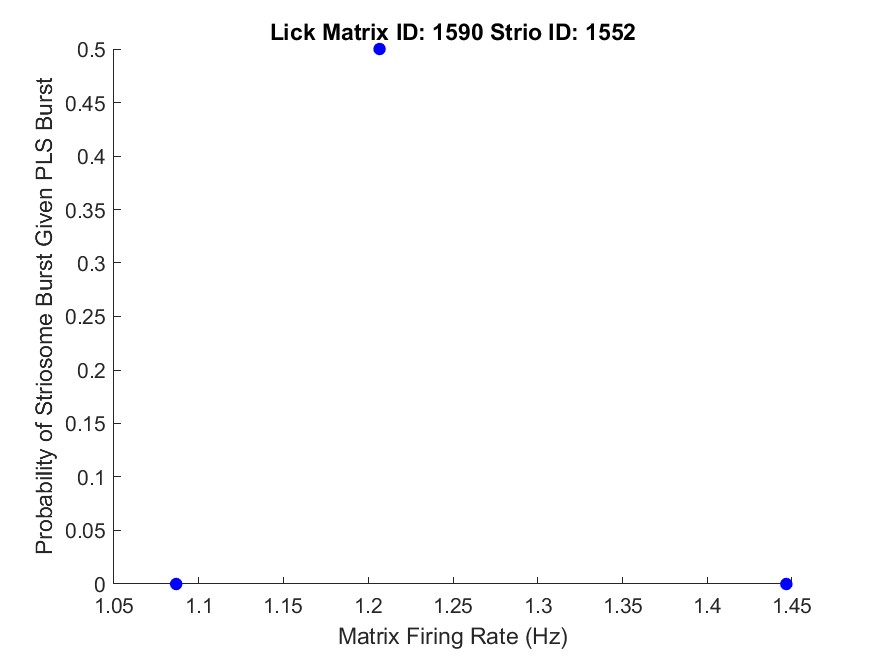 Lick Matrix ID: 1590 Strio ID: 1552
Probability of Striosome Burst Given PLS Burst
0.5
0.45
0.4
0.35
0.3
0.25
0.2
0.15
0.1
0.05
0
1.05 1.1 1.15 1.2 1.25 1.3 1.35 1.4 1.45
Matrix Firing Rate (Hz)